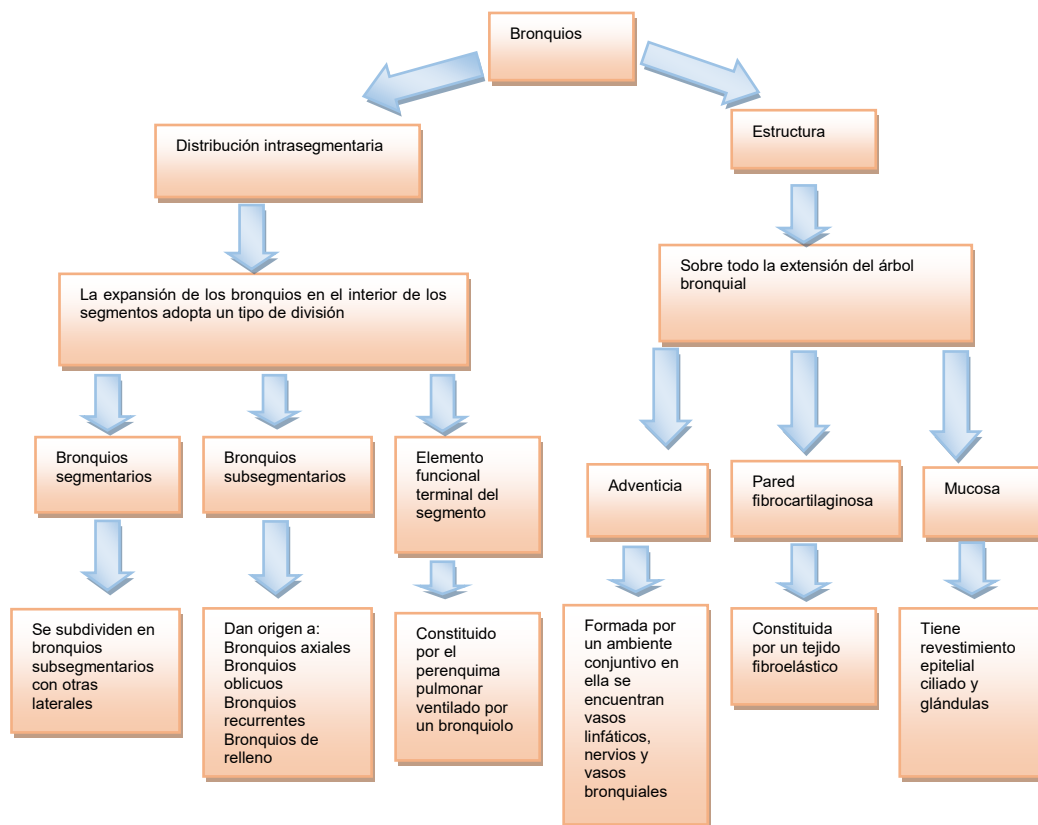 Bronquios
Distribución intrasegmentaria
Estructura
La expansión de los bronquios en el interior de los
segmentos adopta un tipo de división
Sobre todo la extensión del árbol
bronquial
Bronquios
segmentarios
Bronquios
subsegmentarios
Elemento
funcional
terminal del
segmento
Adventicia
Pared
fibrocartilaginosa
Mucosa
Se subdividen en
bronquios
subsegmentarios
con otras
laterales
Dan origen a:
Bronquios axiales
Bronquios
oblicuos
Bronquios
recurrentes
Bronquios de
relleno
Constituido
por el
perenquima
pulmonar
ventilado por
un bronquiolo
Formada por
un ambiente
conjuntivo en
ella se
encuentran
vasos
linfáticos,
nervios y
vasos
bronquiales
Constituida
por un tejido
fibroelástico
Tiene
revestimiento
epitelial
ciliado y
glándulas